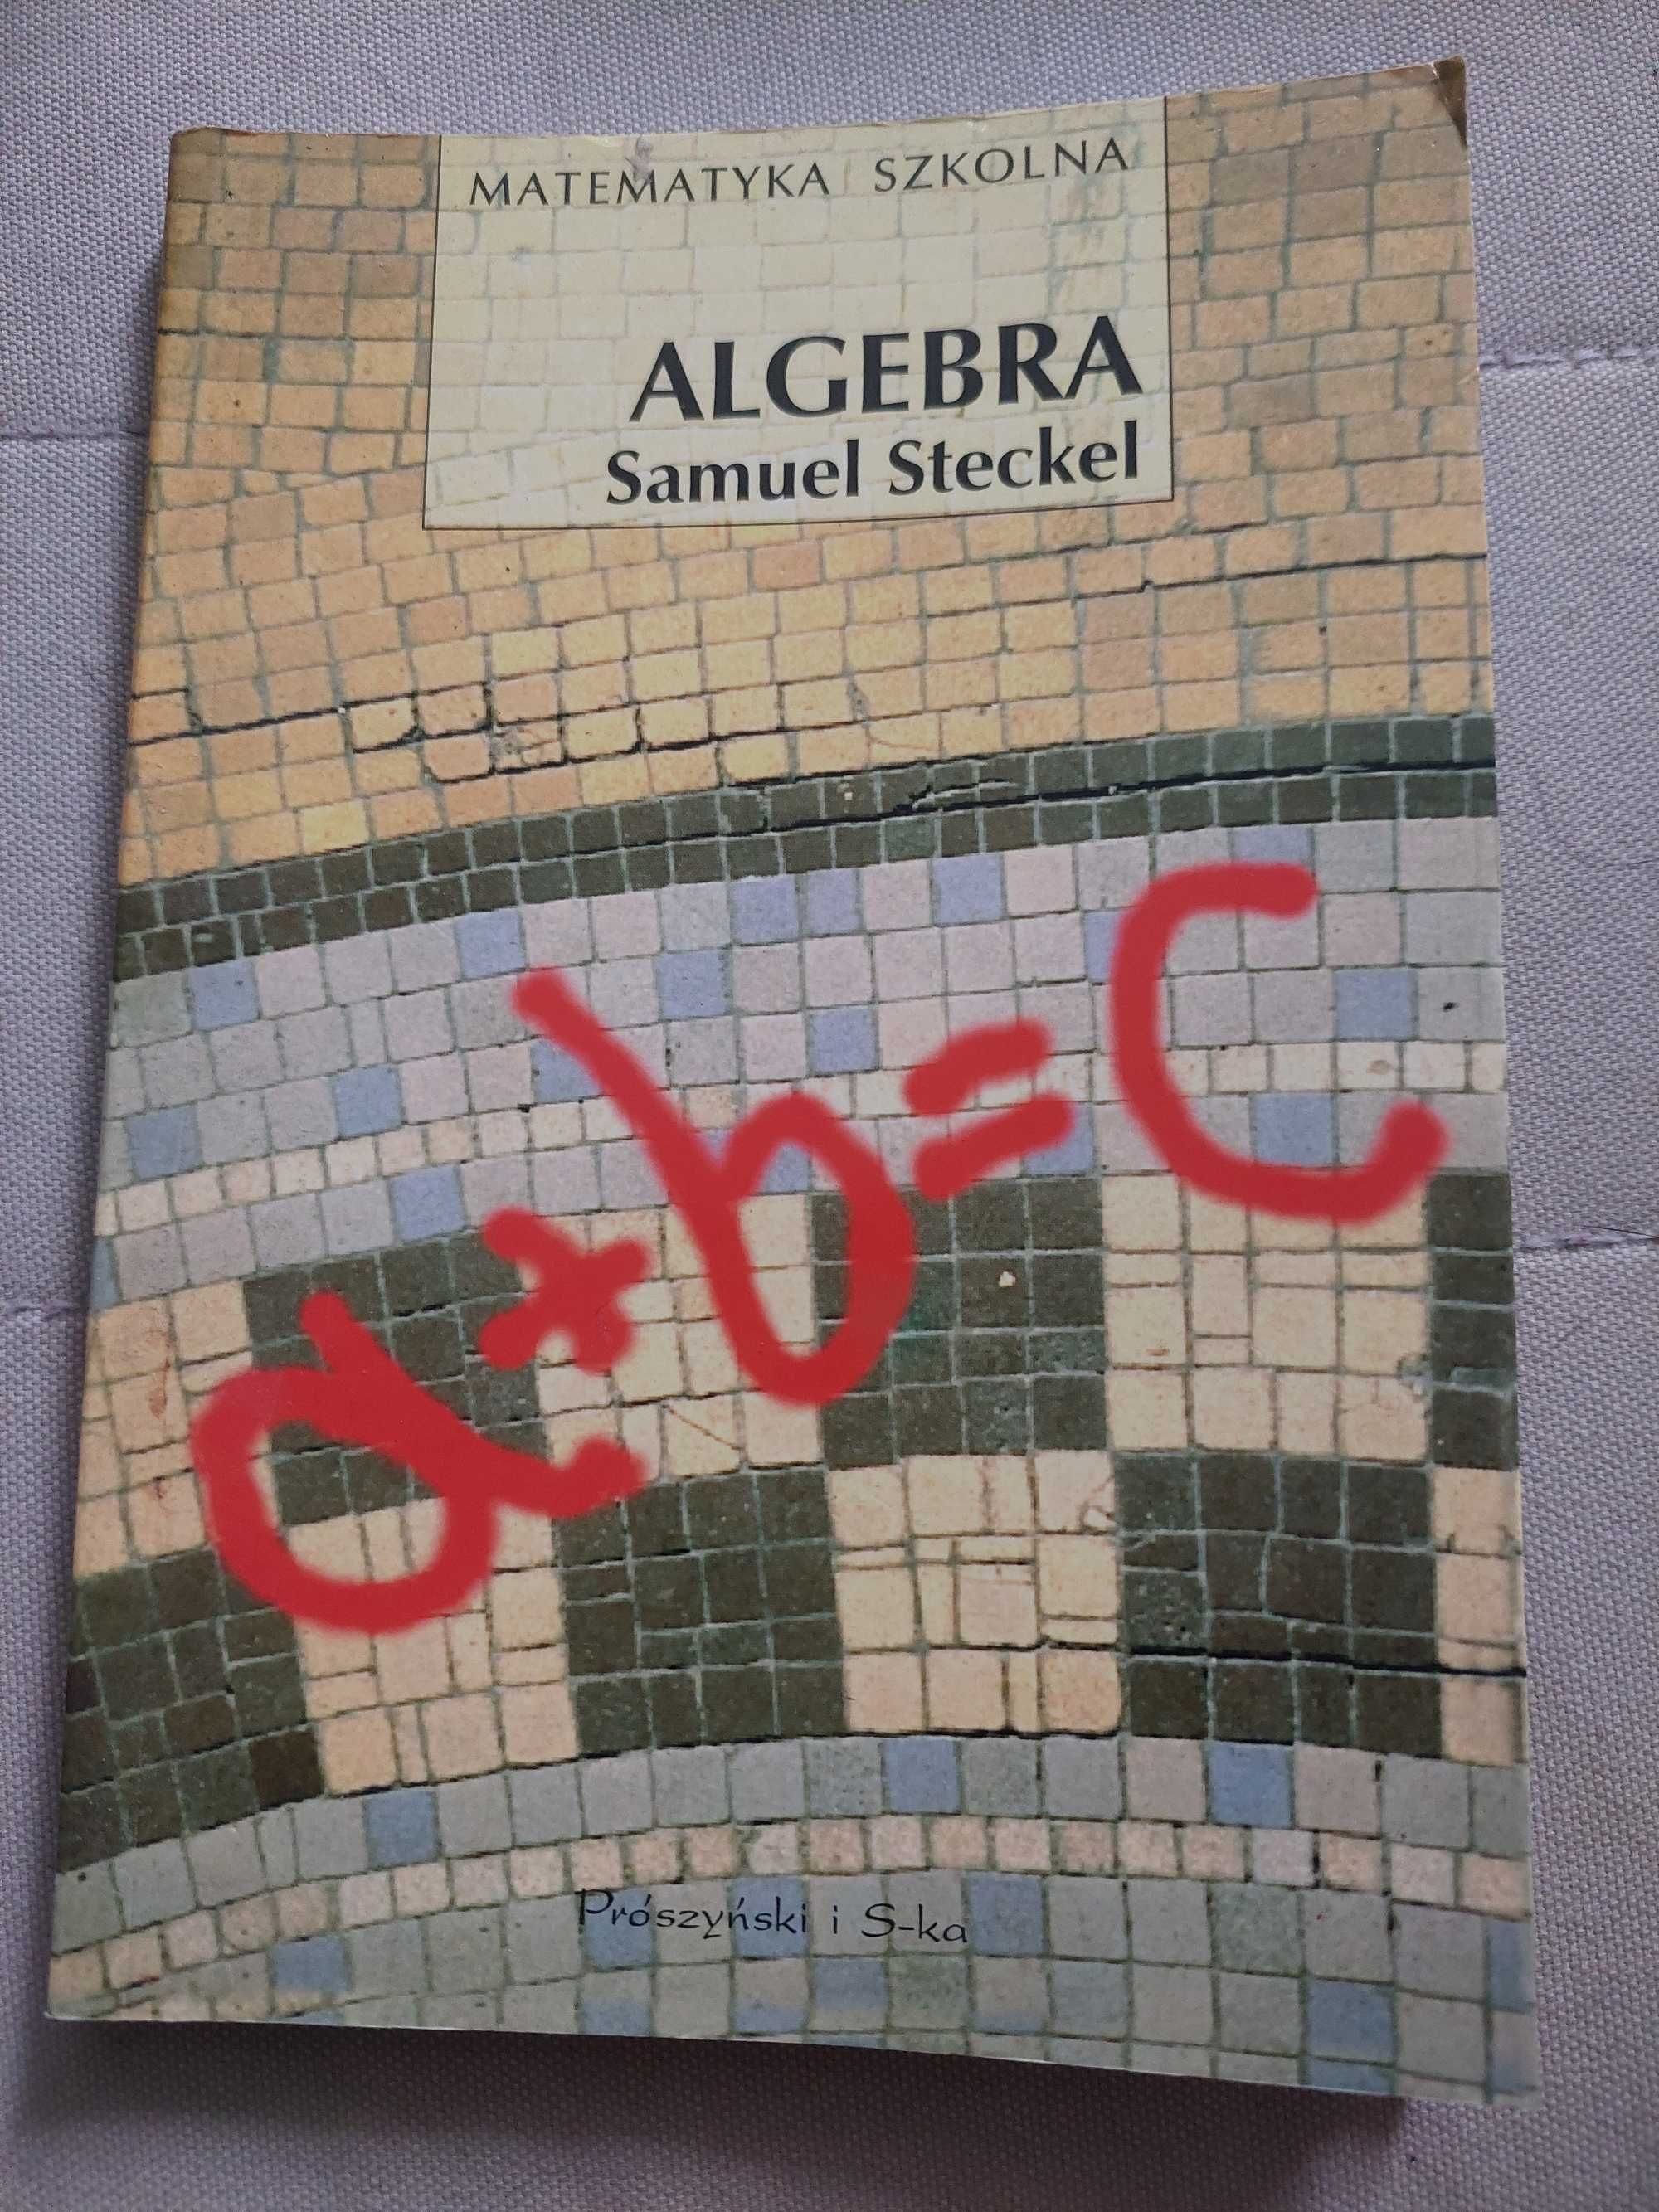 MATEMATYKA SZKOLNA
ALGEBRA
Samuel Steckel
a + b = c
Prószyński i S-ka